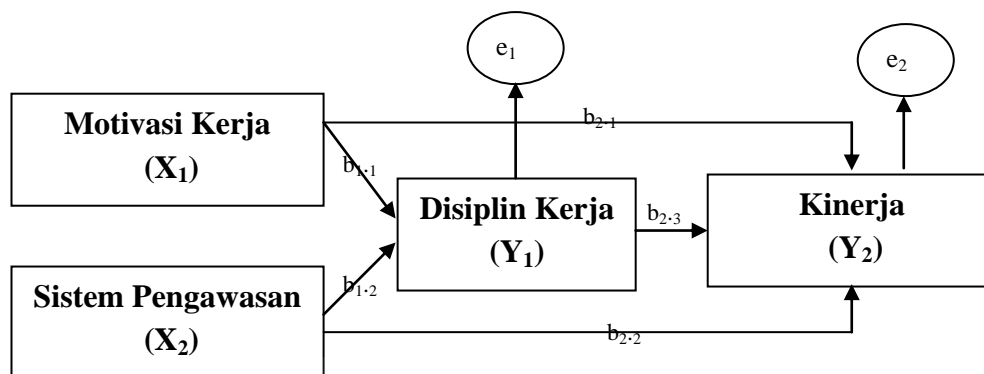 e₁
e₂
Motivasi Kerja
(X₁)
b₂.₁
b₁.₁
Disiplin Kerja
(Y₁)
b₂.₃
Kinerja
(Y₂)
Sistem Pengawasan
(X₂)
b₁.₂
b₂.₂